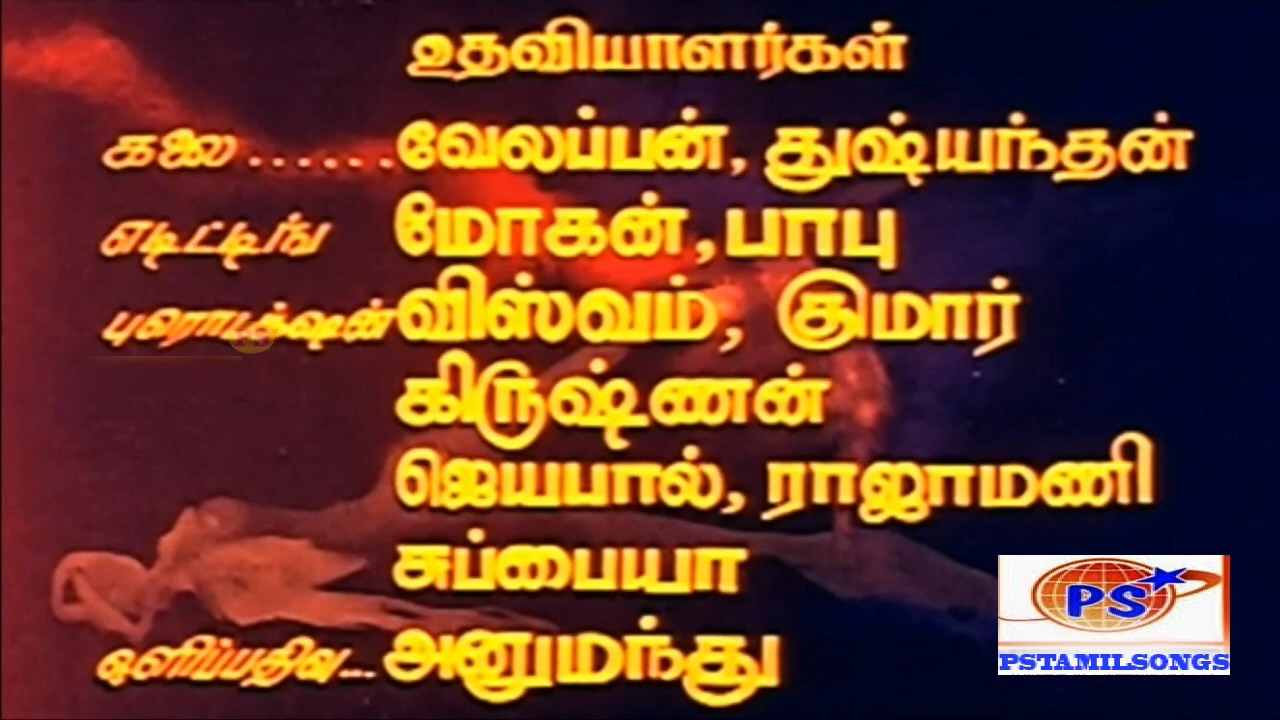 உதவியாளர்கள்
கலை ......வேலப்பன், துஷ்யந்தன்
எடிட்டிங் மோகன், பாபு
புரொடக்ஷன் விஸ்வம், குமார்
கிருஷ்ணன்
ஜெயபால், ராஜாமணி
சுப்பையா
ஒளிப்பதிவு... அனுமந்து
PS
PSTAMILSONGS